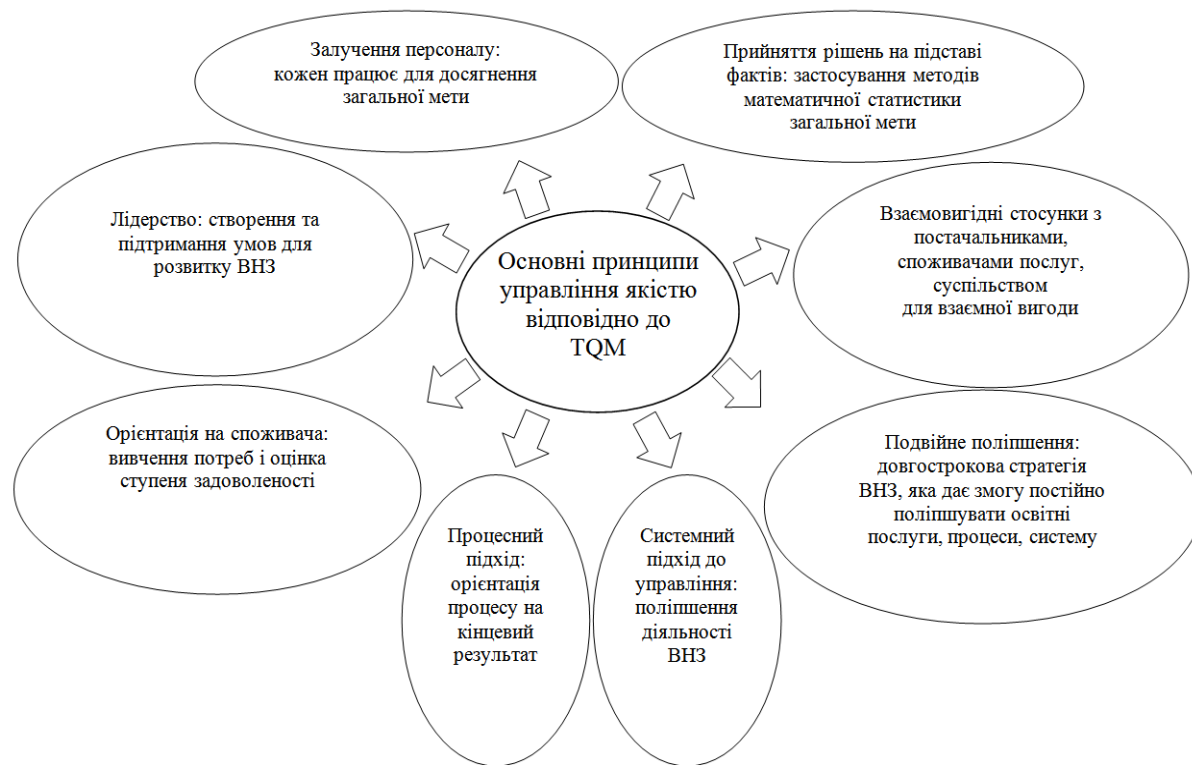 Залучення персоналу:
кожен працює для досягнення
загальної мети
Прийняття рішень на підставі
фактів: застосування методів
математичної статистики
загальної мети
Лідерство: створення та
підтримання умов для
розвитку ВНЗ
Основні принципи
управління якістю
відповідно до
TQM
Взаємовигідні стосунки з
постачальниками,
споживачами послуг,
суспільством
для взаємної вигоди
Орієнтація на споживача:
вивчення потреб і оцінка
ступеня задоволеності
Подвійне поліпшення:
довгострокова стратегія
ВНЗ, яка дає змогу постійно
поліпшувати освітні
послуги, процеси, систему
Процесний
підхід:
орієнтація
процесу на
кінцевий
результат
Системний
підхід до
управління:
поліпшення
діяльності
ВНЗ